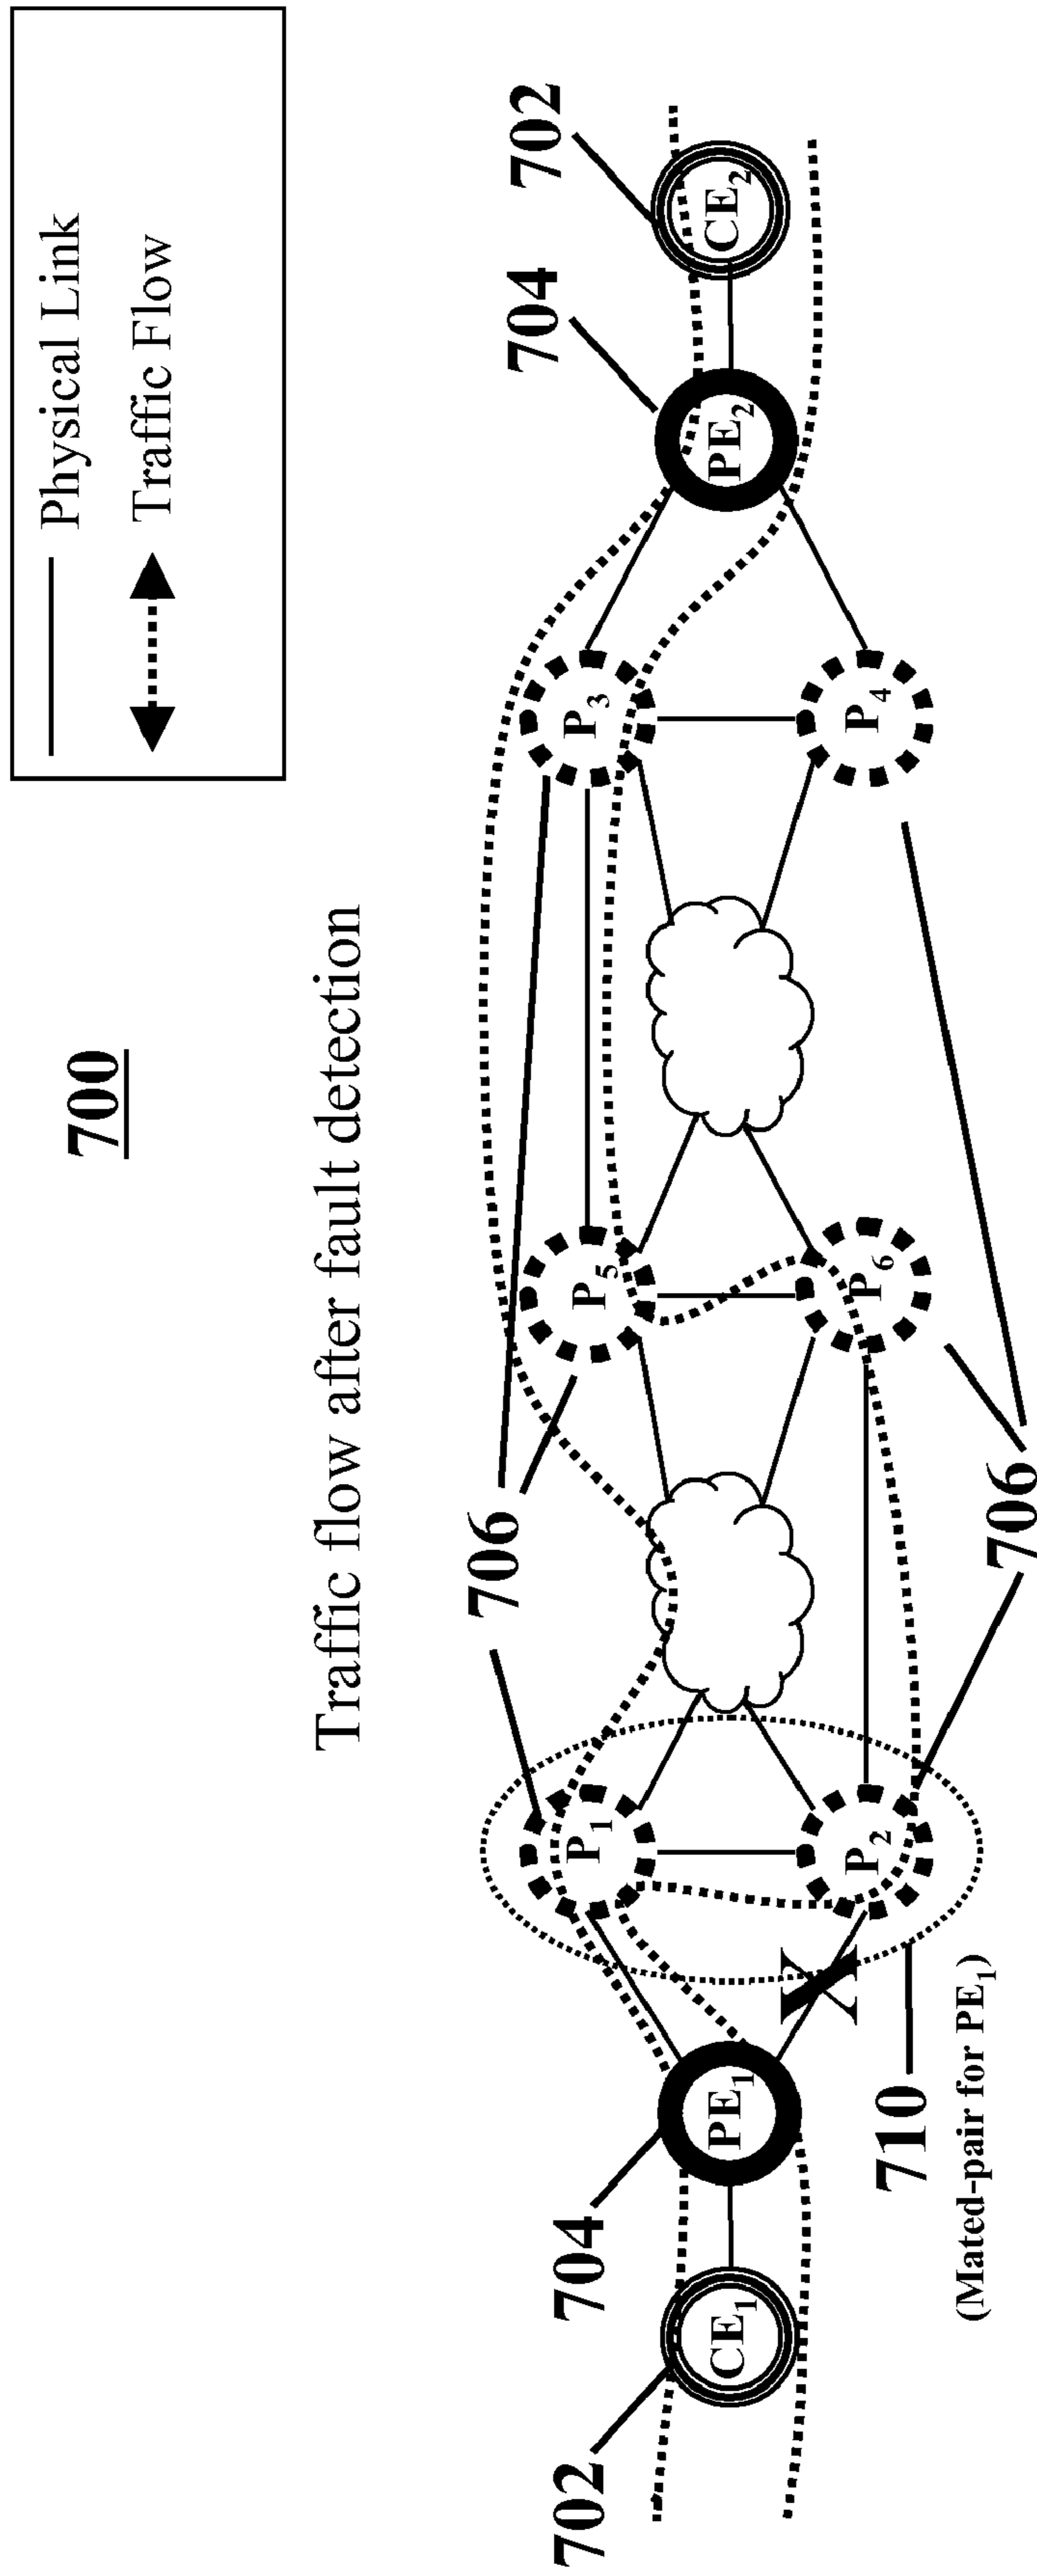 700
Physical Link
Traffic Flow
Traffic flow after fault detection
702
704
706
704
702
CE1
PE1
P1
P5
P3
PE2
CE2
P2
P6
P4
X
710
(Mated-pair for PE1)
706